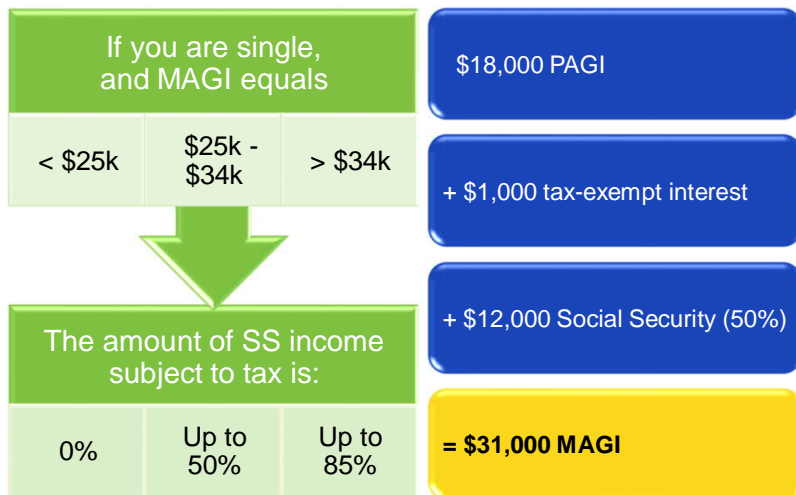 If you are single,
and MAGI equals
< $25k
$25k -
$34k
> $34k
The amount of SS income
subject to tax is:
0%
Up to
50%
Up to
85%
$18,000 PAGI
+ $1,000 tax-exempt interest
+ $12,000 Social Security (50%)
= $31,000 MAGI